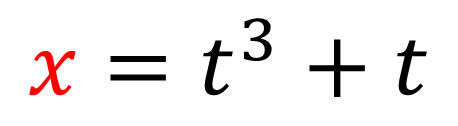 x = t³ + t